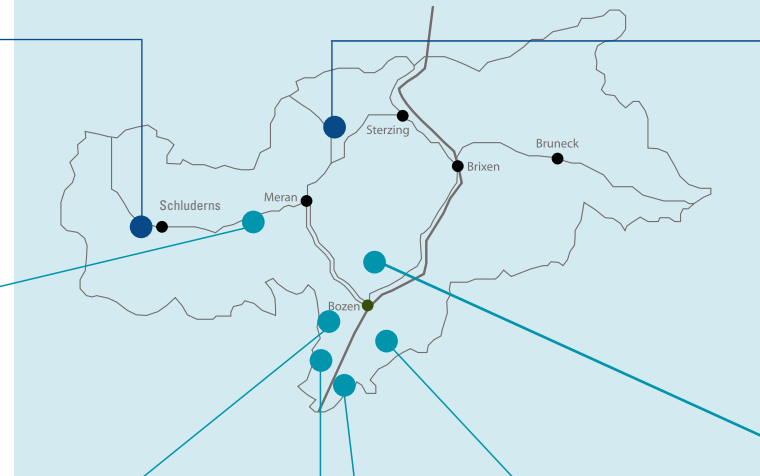 Sterzing
Bruneck
Brixen
Meran
Schluderns
Bozen